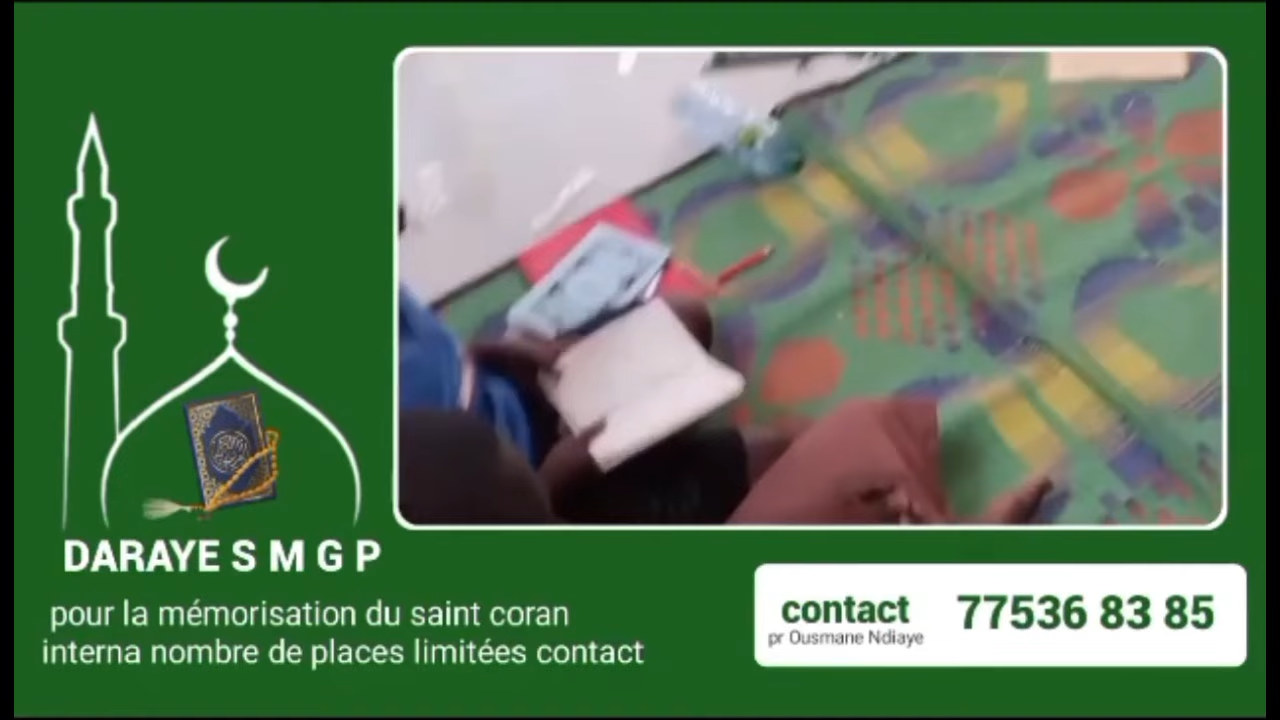 DARAYE S M G P
pour la mémorisation du saint coran
interna nombre de places limitées contact
contact 77536 83 85
pr Ousmane Ndiaye